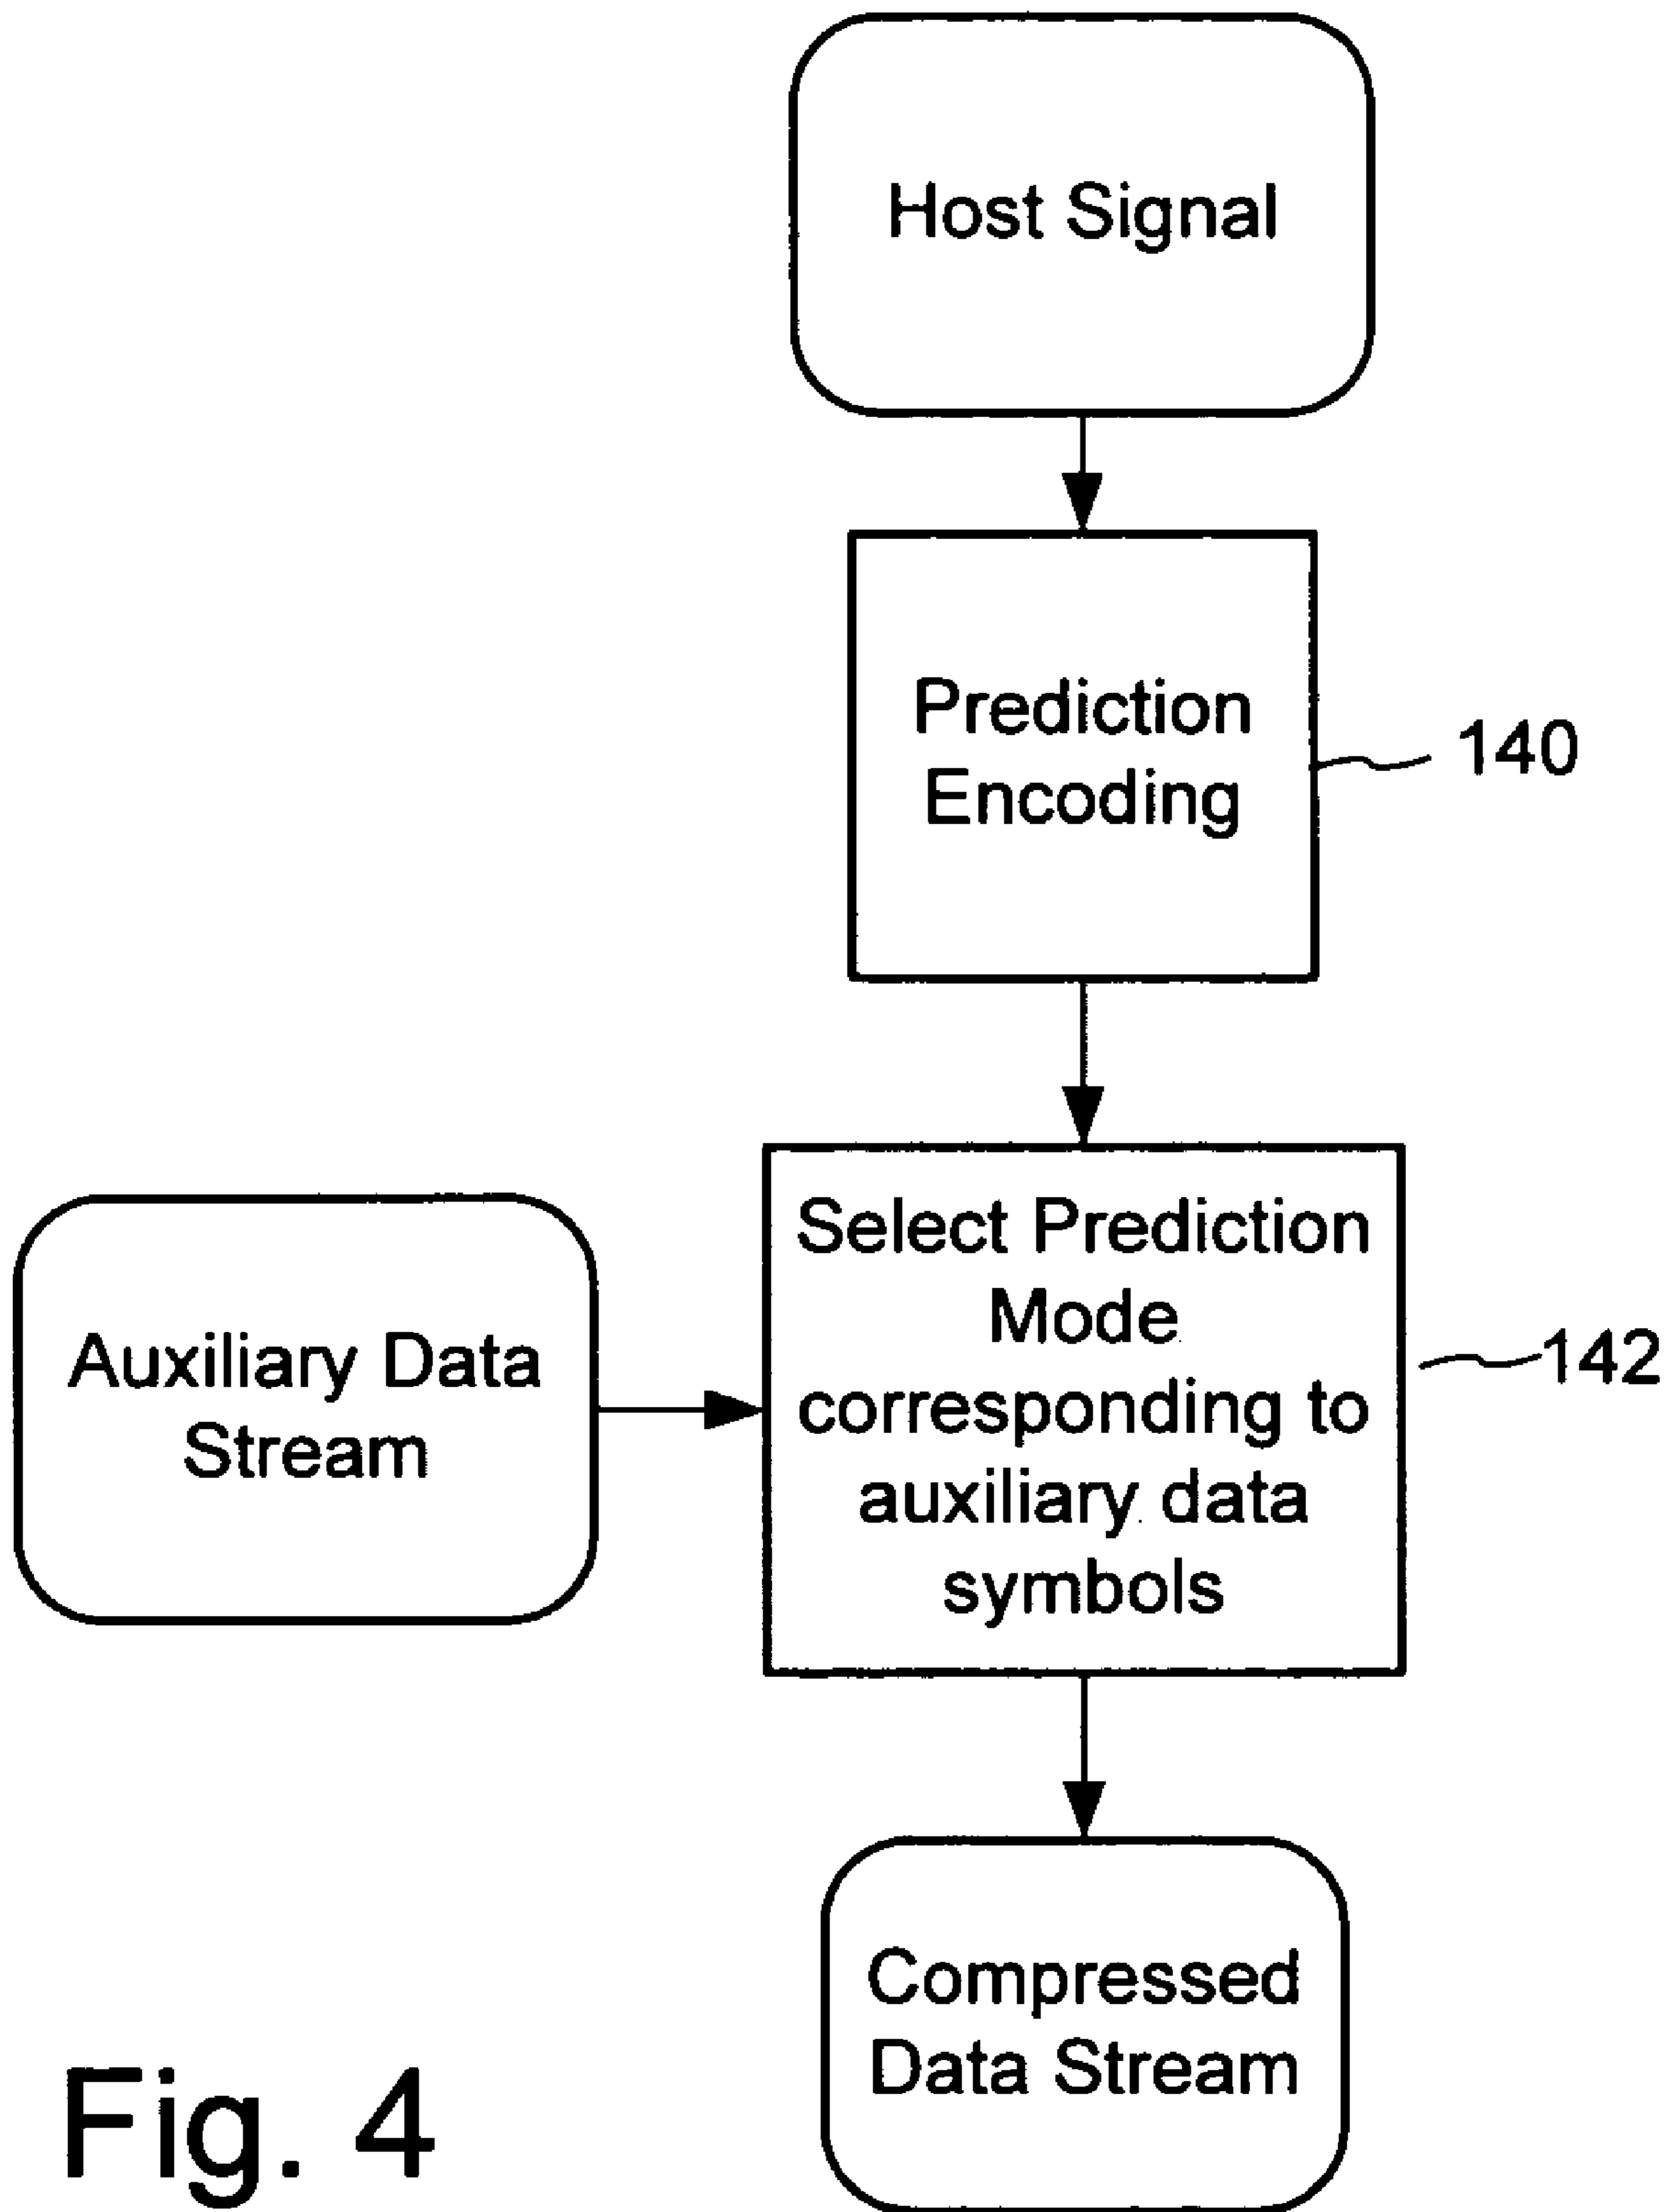 Host Signal
Prediction
Encoding
140
Select Prediction
Mode
corresponding to
auxiliary data
symbols
142
Auxiliary Data
Stream
Compressed
Data Stream
Fig. 4